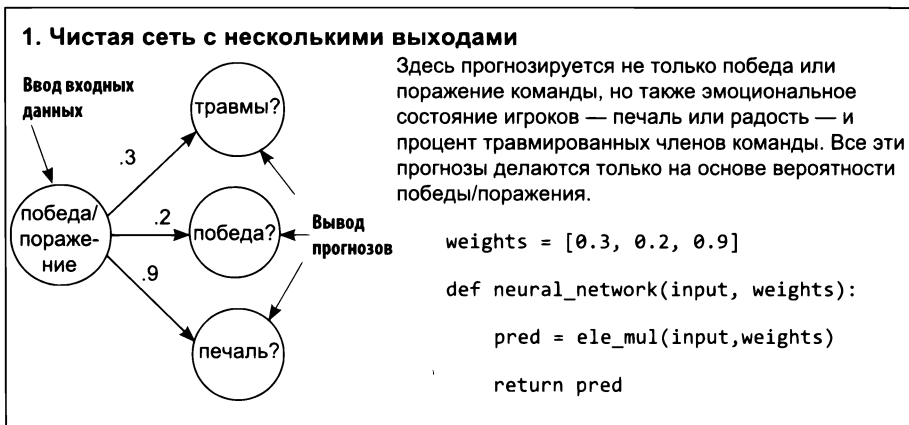 1. Чистая сеть с несколькими выходами
Ввод входных
данных
травмы?
.3
победа/
пораже-
ние
.2
победа?
.9
печаль?
Вывод
прогнозов
Здесь прогнозируется не только победа или
поражение команды, но также эмоциональное
состояние игроков — печаль или радость — и
процент травмированных членов команды. Все эти
прогнозы делаются только на основе вероятности
победы/поражения.
weights = [0.3, 0.2, 0.9]
def neural_network(input, weights):
pred = ele_mul(input,weights)
return pred